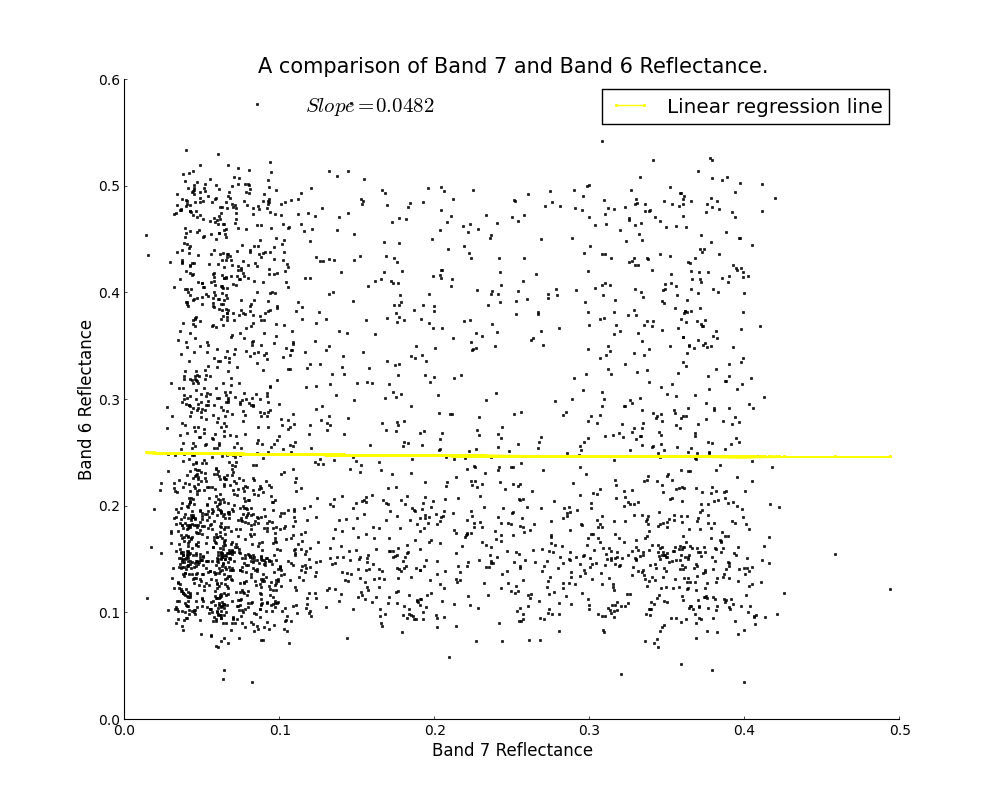 A comparison of Band 7 and Band 6 Reflectance.
Slope = 0.0482
Linear regression line
0.6
0.5
0.4
0.3
0.2
0.1
0.0
Band 6 Reflectance
0.0 0.1 0.2 0.3 0.4 0.5
Band 7 Reflectance